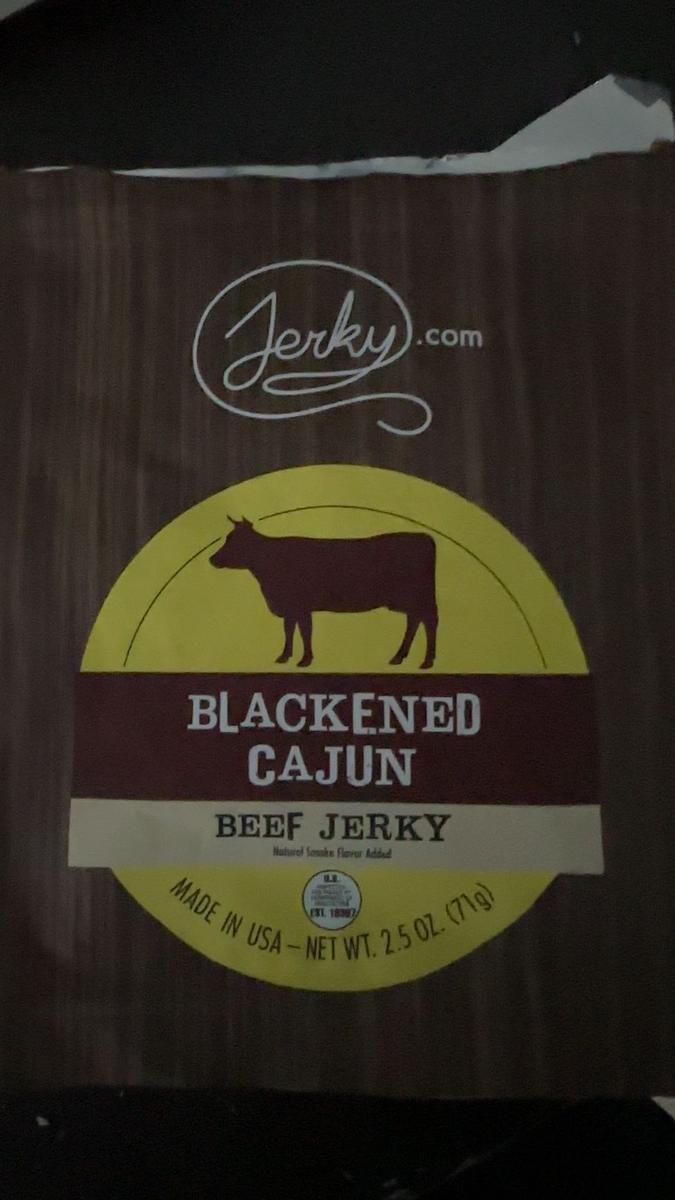 Jerky.com
BLACKENED
CAJUN
BEEF JERKY
Natural Smoke Flavor Added
U.S.
EST.
MADE IN USA – NET WT. 2.5 OZ. (71g)